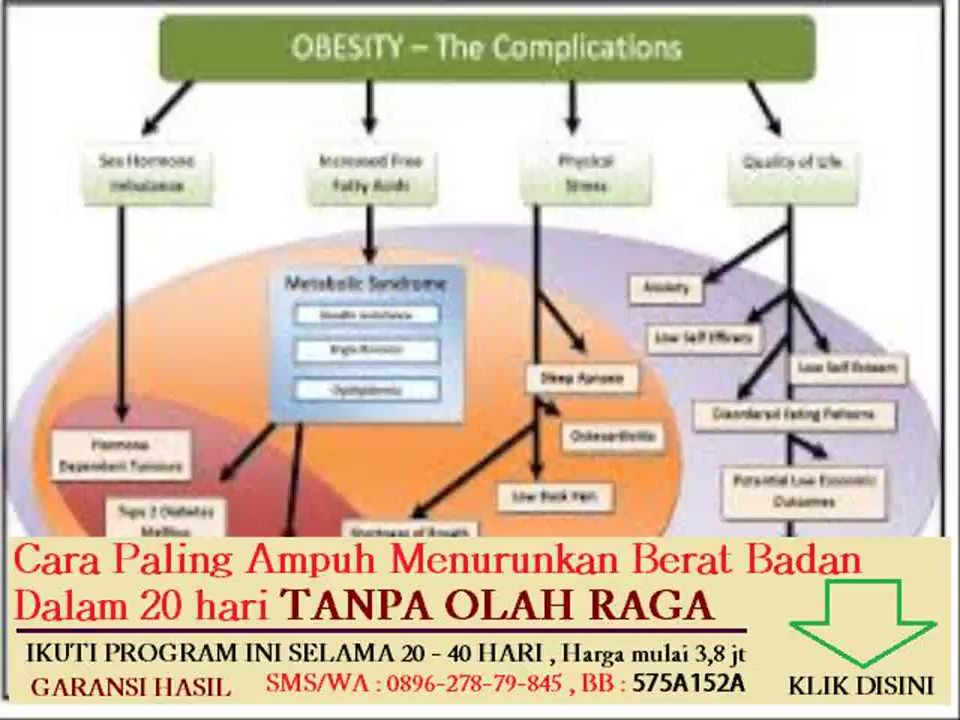 OBESITY – The Complications
Sex Hormone
Imbalance
Increased Free
Fatty Acids
Physical
Stress
Quality of Life
Metabolic Syndrome
Anxiety
Low Self Efficacy
Low Self Esteem
Sleep Apnoea
Disordered Eating Patterns
Osteoarthritis
Hormone
Dependent Tumours
Low Back Pain
Potential Low Economic
Outcomes
Type 2 Diabetes
Mellitus
Shortness of Breath
Cara Paling Ampuh Menurunkan Berat Badan
Dalam 20 hari TANPA OLAH RAGA
IKUTI PROGRAM INI SELAMA 20 - 40 HARI , Harga mulai 3,8 jt
GARANSI HASIL SMS/WA : 0896-278-79-845 , BB : 575A152A
KLIK DISINI